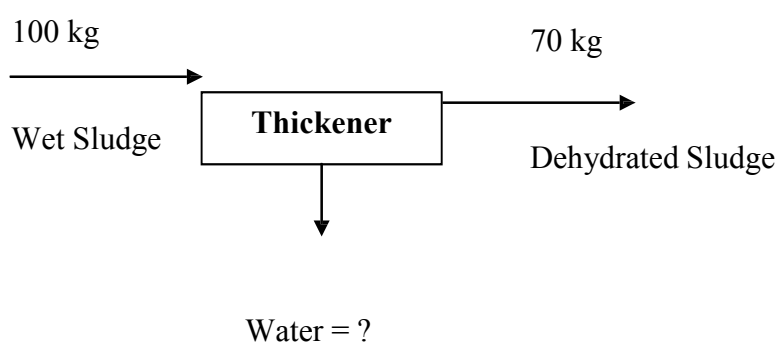 100 kg
70 kg
Thickener
Wet Sludge
Dehydrated Sludge
Water = ?